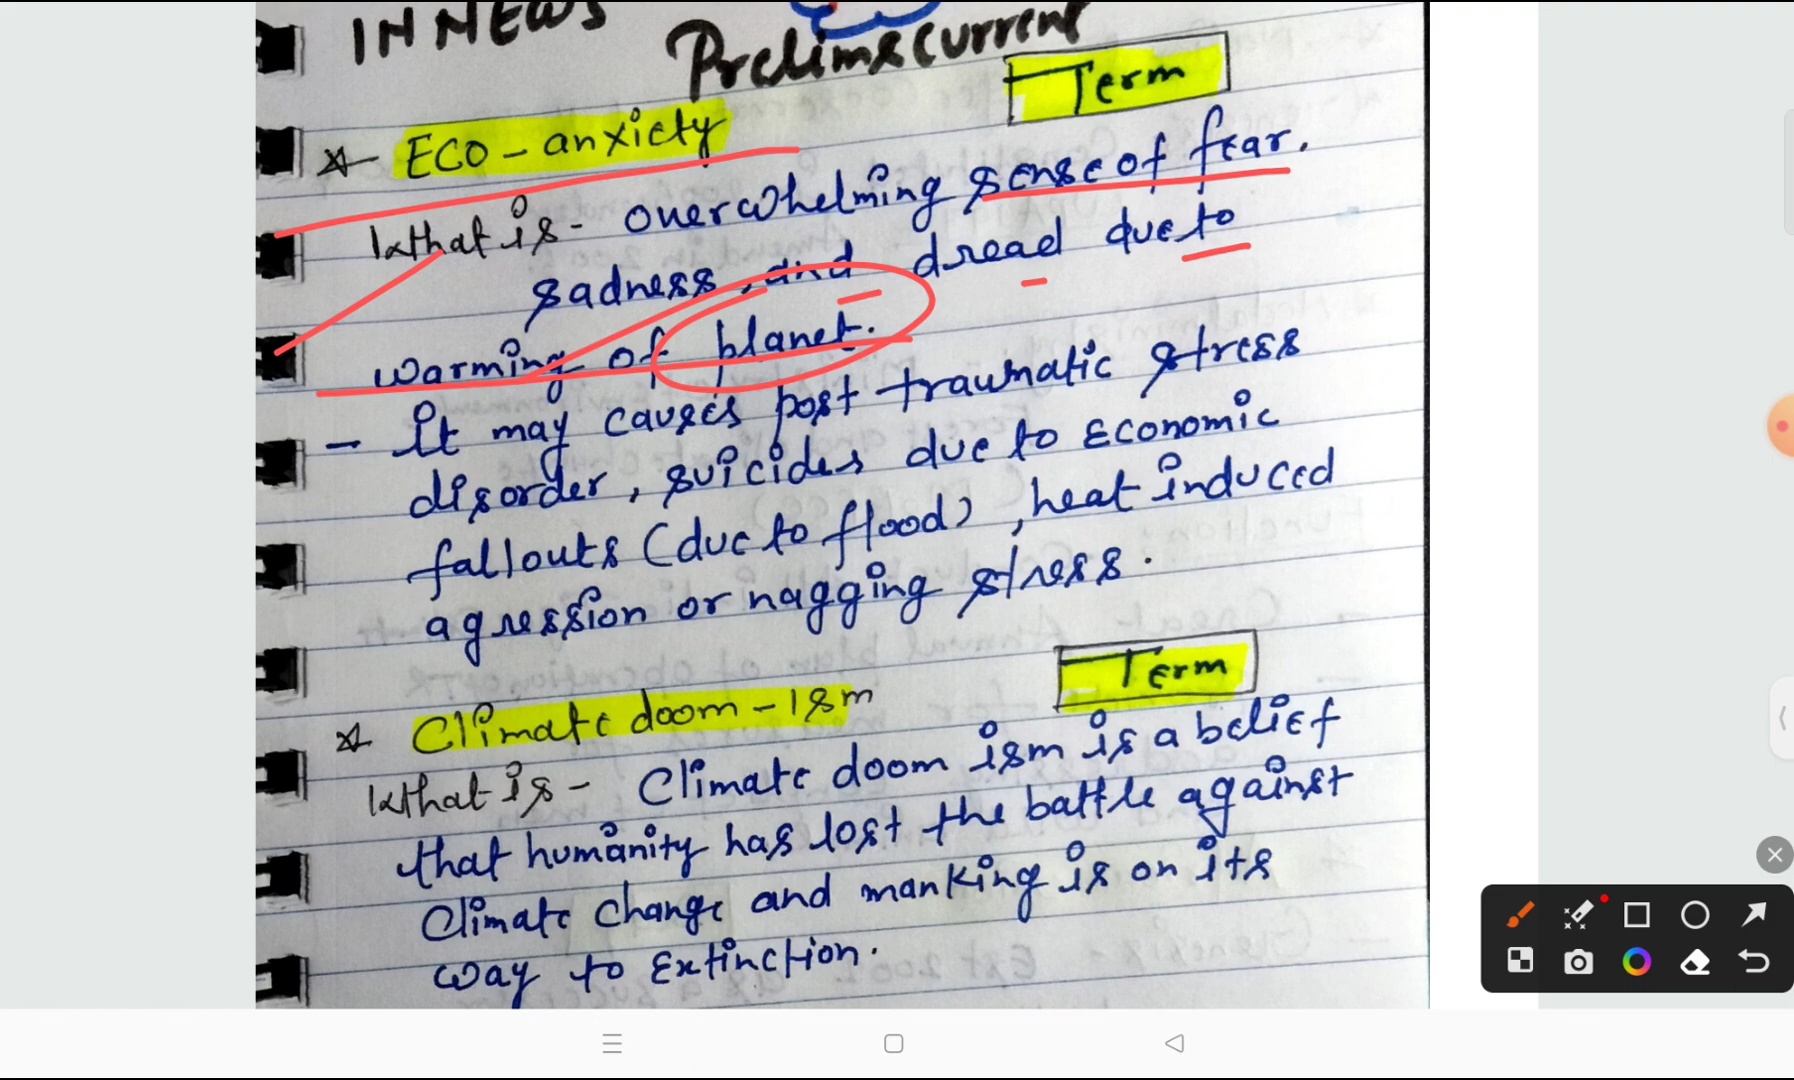 IN NEWS
Prelims current
Term
ECO-anxiety
What is - overwhelming sense of fear.
sadness, and dread due to
warming of planet.
- it may causes post traumatic stress
disorder, suicides due to Economic
fallouts (due to flood), heat induced
agression or nagging stress.
Term
Climate doom-ism
What is - Climate doom ism is a belief
that humanity has lost the battle against
Climate change and manking is on its
way to Extinction.